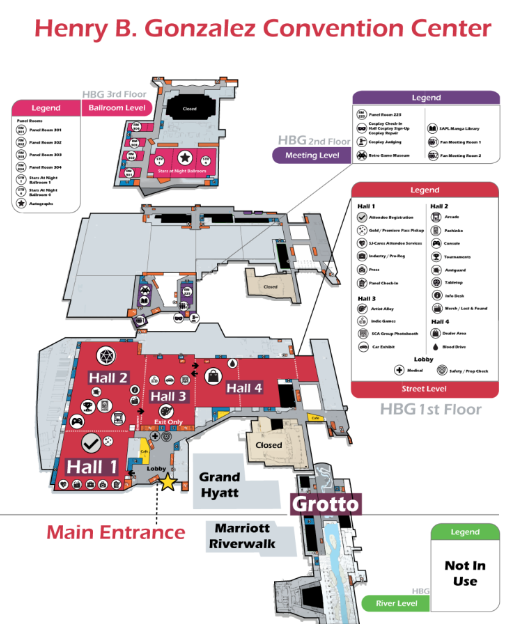 Henry B. Gonzalez Convention Center
HBG 3rd Floor
Legend
Ballroom Level
Panel Rooms
Panel Room 301
Panel Room 302
Panel Room 303
Panel Room 304
Stars At Night
Ballroom 1
Stars At Night
Ballroom 4
Autographs
Closed
Stars at Night Ballroom
HBG 2nd Floor
Meeting Level
Legend
Panel Room 225
Cosplay Check-In
Hall Cosplay Sign-Up
Cosplay Repair
Cosplay Judging
Retro Game Museum
SAPL Manga Library
Fan Meeting Room 1
Fan Meeting Room 2
Closed
Legend
Hall 1
Attendee Registration
Gold / Premiere Pass Pickup
SJ-Cares Attendee Services
Industry / Pro Reg
Press
Panel Check-In
Hall 2
Arcade
Pachinko
Console
Tournaments
Tabletop
Info Desk
Merch / Lost & Found
Hall 3
Artist Alley
Indie Games
SCA Group Photobooth
Car Exhibit
Hall 4
Dealer Area
Blood Drive
Lobby
Medical
Safety / Prop Check
Street Level
HBG 1st Floor
Hall 2
Hall 3
Hall 4
Exit Only
Hall 1
Lobby
Cafe
Cafe
Closed
Main Entrance
Grand
Hyatt
Marriott
Riverwalk
Grotto
Legend
Not In
Use
HBG
River Level